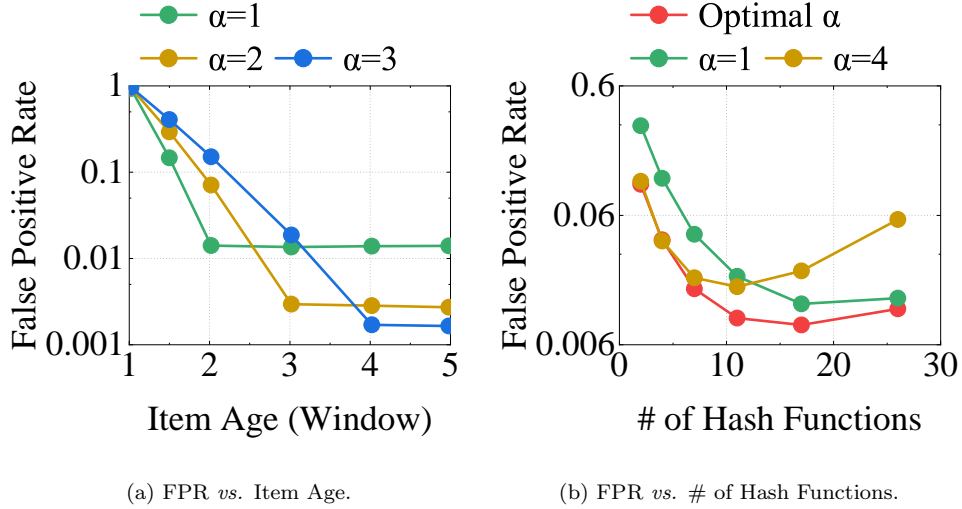 α=1
α=2 α=3
False Positive Rate
1
0.1
0.01
0.001
1 2 3 4 5
Item Age (Window)
(a) FPR vs. Item Age.
Optimal α
α=1 α=4
False Positive Rate
0.6
0.06
0.006
0 10 20 30
# of Hash Functions
(b) FPR vs. # of Hash Functions.